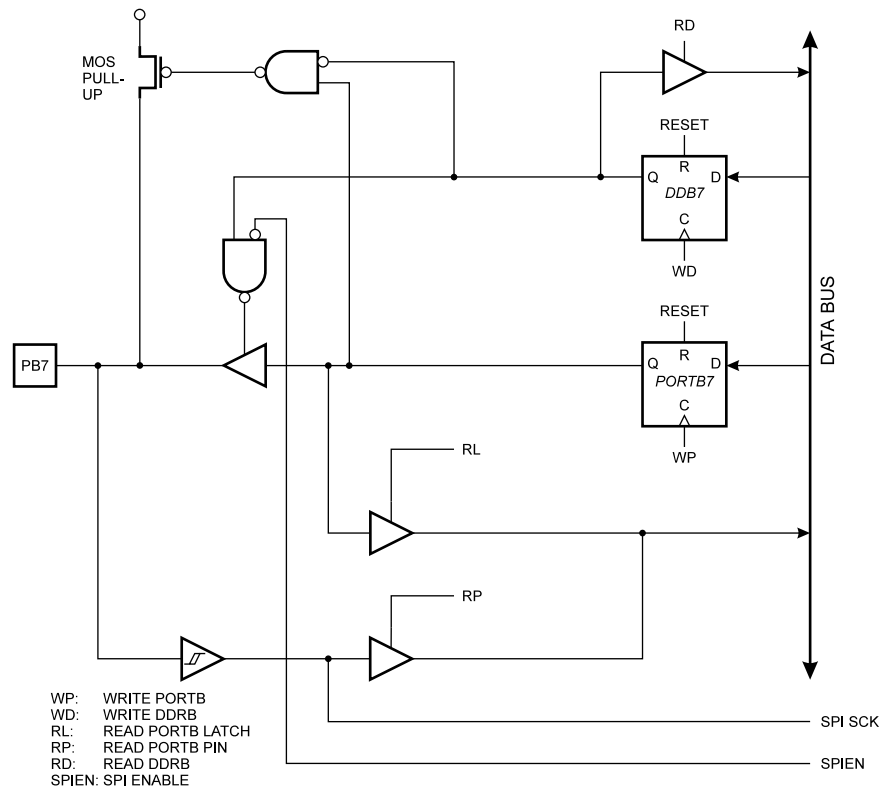 RD
MOS
PULL-
UP
RESET
R
Q
D
DDB7
C
WD
DATA BUS
RESET
PB7
Q
R
D
PORTB7
C
WP
RL
RP
WP: WRITE PORTB
WD: WRITE DDRB
RL: READ PORTB LATCH
RP: READ PORTB PIN
RD: READ DDRB
SPIEN: SPI ENABLE
SPI SCK
SPIEN